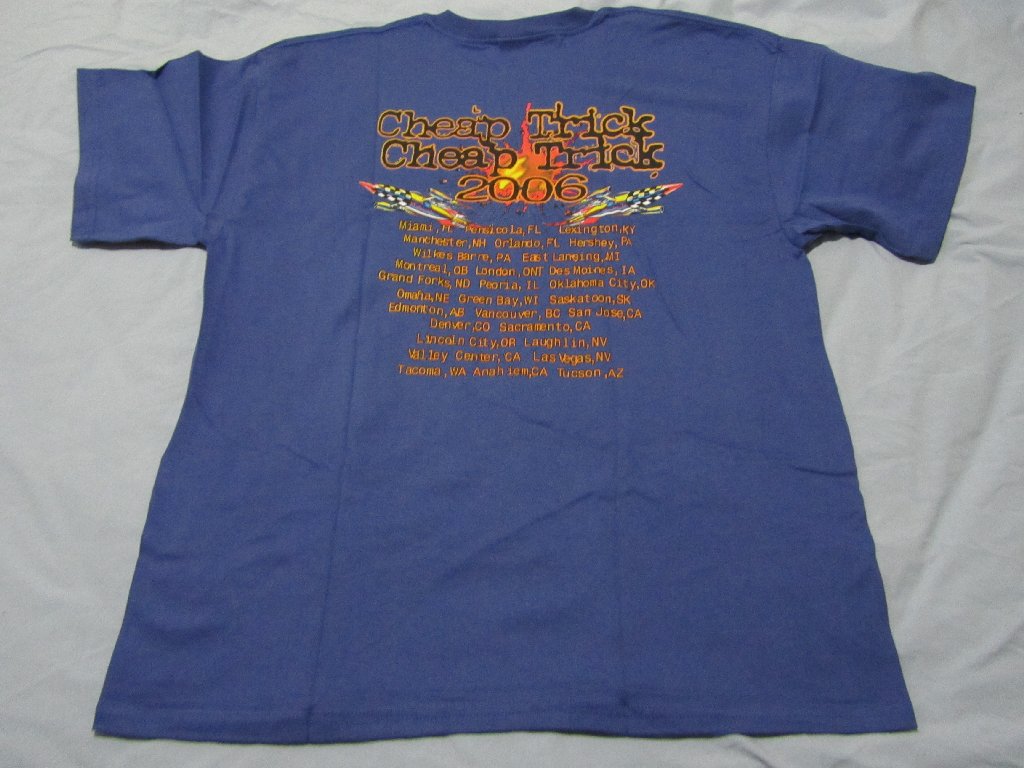 Cheap Trick
Cheap Trick
2006
Miami, FL Pensicola, FL Lexington, KY
Manchester, NH Orlando, FL Hershey, PA
Wilkes Barre, PA East Lansing, MI
Montreal, QB London, ONT Des Moines, IA
Grand Forks, ND Peoria, IL Oklahoma City, OK
Omaha, NE Green Bay, WI Saskatoon, SK
Edmonton, AB Vancouver, BC San Jose, CA
Denver, CO Sacramento, CA
Lincoln City, OR Laughlin, NV
Valley Center, CA Las Vegas, NV
Tacoma, WA Anahiem, CA Tucson, AZ